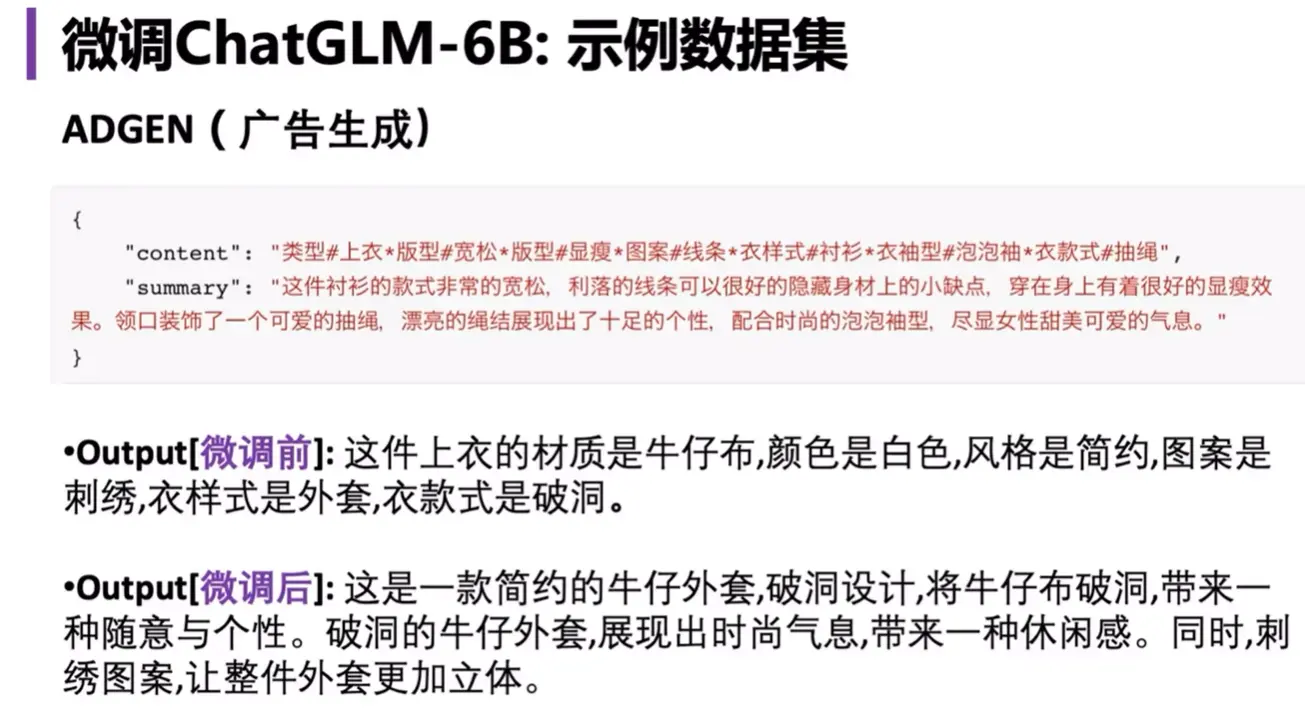 微调ChatGLM-6B: 示例数据集
ADGEN（广告生成）
{
"content": "类型#上衣*版型#宽松*版型#显瘦*图案#线条*衣样式#衬衫*衣袖型#泡泡袖*衣款式#抽绳",
"summary": "这件衬衫的款式非常的宽松，利落的线条可以很好的隐藏身材上的小缺点，穿在身上有着很好的显瘦效
果。领口装饰了一个可爱的抽绳，漂亮的绳结展现出了十足的个性，配合时尚的泡泡袖型，尽显女性甜美可爱的气息。"
}
•Output[微调前]: 这件上衣的材质是牛仔布,颜色是白色,风格是简约,图案是
刺绣,衣样式是外套,衣款式是破洞。
•Output[微调后]: 这是一款简约的牛仔外套,破洞设计,将牛仔布破洞,带来一
种随意与个性。破洞的牛仔外套,展现出时尚气息,带来一种休闲感。同时,刺
绣图案,让整件外套更加立体。